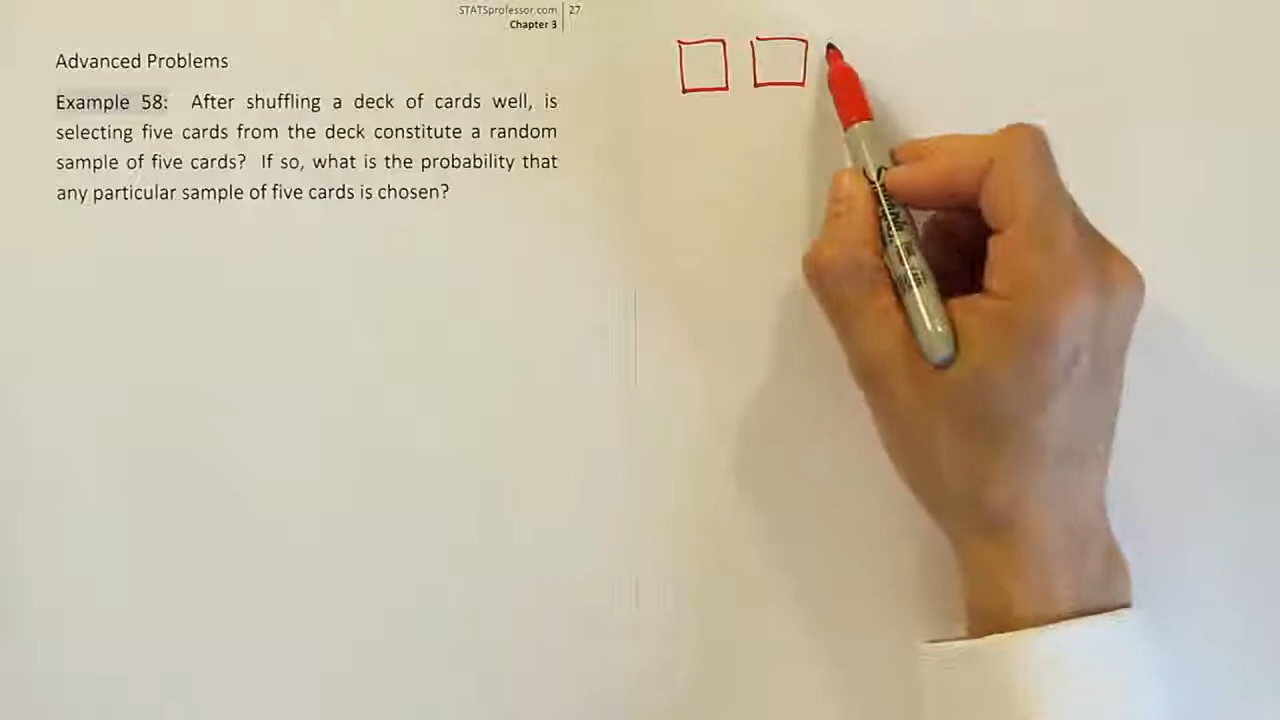 STATSprofessor.com 27
Chapter 3
Advanced Problems
Example 58: After shuffling a deck of cards well, is
selecting five cards from the deck constitute a random
sample of five cards? If so, what is the probability that
any particular sample of five cards is chosen?